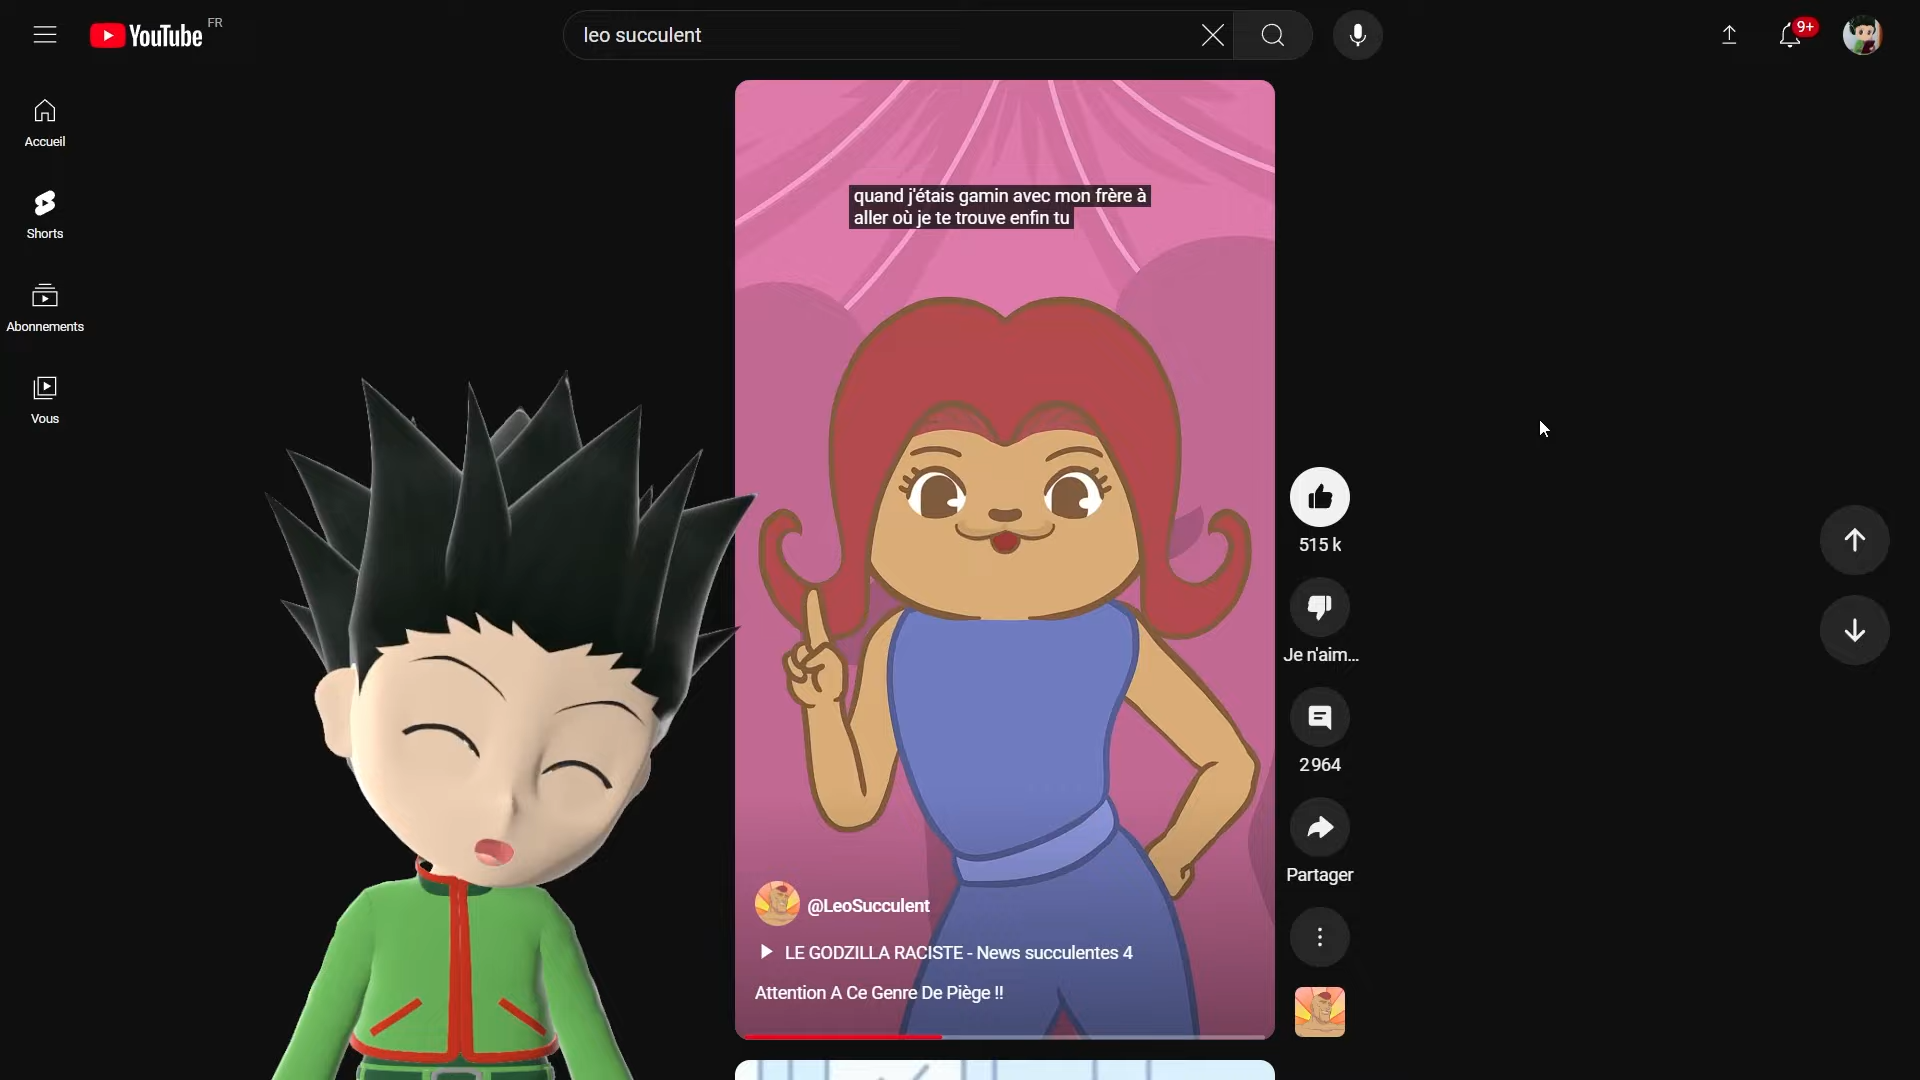 YouTube FR
leo succulent
9+
Accueil
Shorts
Abonnements
Vous
quand j'étais gamin avec mon frère à
aller où je te trouve enfin tu
515 k
Je n'aim...
2 964
Partager
@LeoSucculent
LE GODZILLA RACISTE - News succulentes 4
Attention A Ce Genre De Piège !!